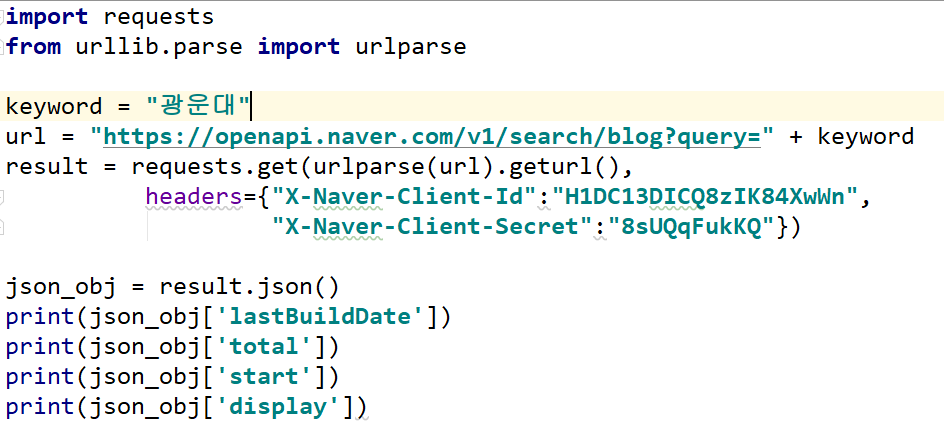 import requests
from urllib.parse import urlparse
keyword = "광운대"
url = "https://openapi.naver.com/v1/search/blog?query=" + keyword
result = requests.get(urlparse(url).geturl(),
headers={"X-Naver-Client-Id":"H1DC13DICQ8zIK84XwWn",
"X-Naver-Client-Secret":"8sUQqFukKQ"})
json_obj = result.json()
print(json_obj['lastBuildDate'])
print(json_obj['total'])
print(json_obj['start'])
print(json_obj['display'])